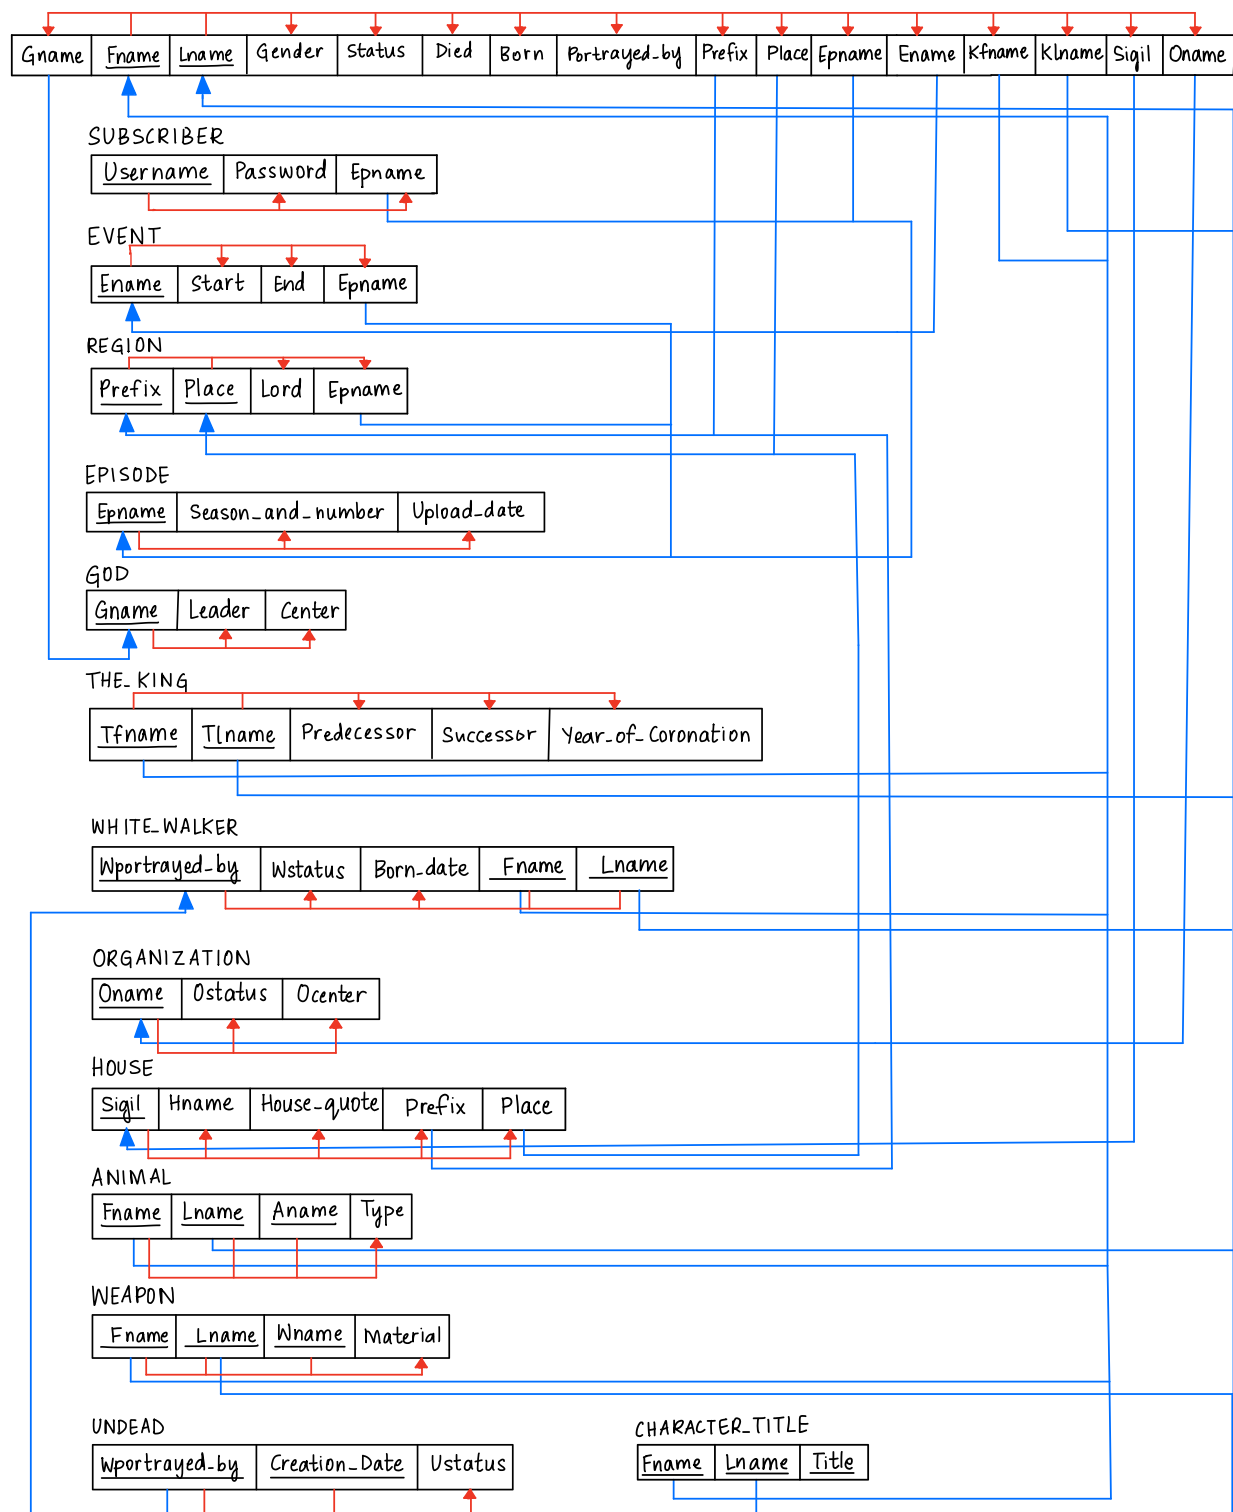 Gname Fname Lname Gender Status Died Born Portrayed_by Prefix Place Epname Ename Kfname Klname Sigil Oname
SUBSCRIBER
Username Password Epname
EVENT
Ename Start End Epname
REGION
Prefix Place Lord Epname
EPISODE
Epname Season_and_number Upload_date
GOD
Gname Leader Center
THE_KING
Tfname Tlname Predecessor Successor Year_of_Coronation
WHITE_WALKER
Wportrayed_by Wstatus Born_date Fname Lname
ORGANIZATION
Oname Ostatus Ocenter
HOUSE
Sigil Hname House_quote Prefix Place
ANIMAL
Fname Lname Aname Type
WEAPON
Fname Lname Wname Material
UNDEAD
Wportrayed_by Creation_Date Ustatus
CHARACTER_TITLE
Fname Lname Title